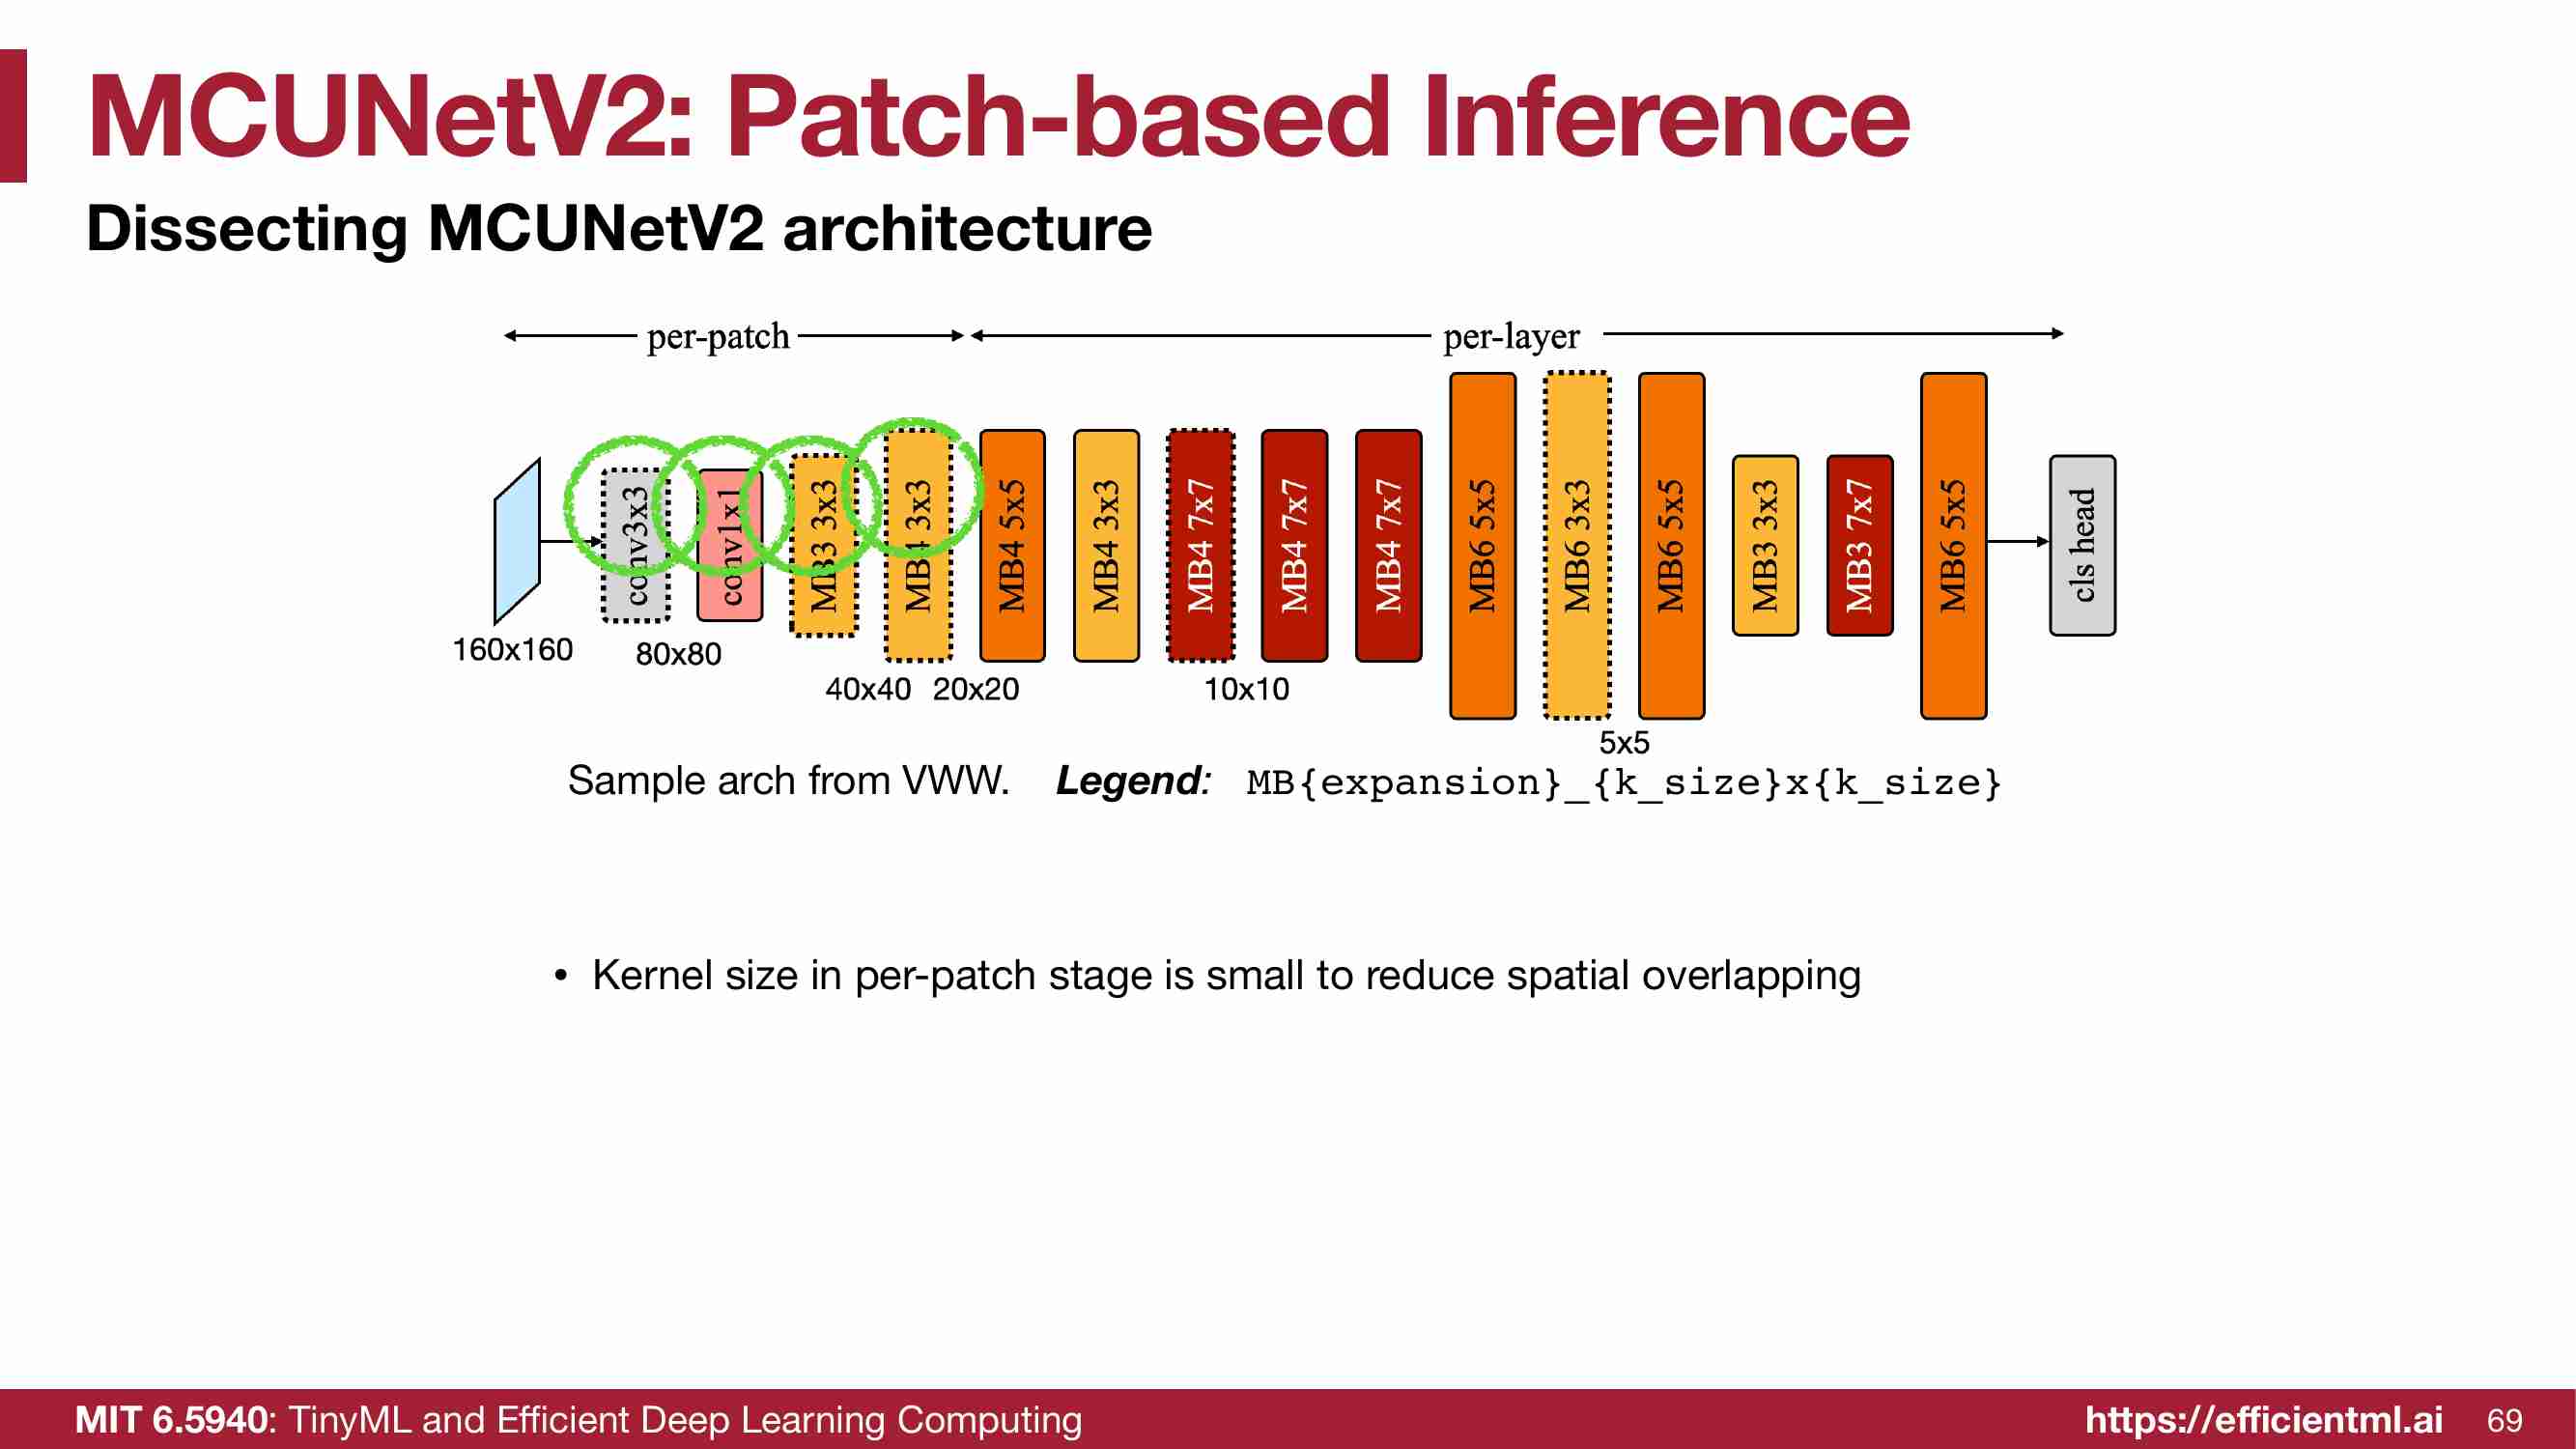 MCUNetV2: Patch-based Inference
Dissecting MCUNetV2 architecture
per-patch
per-layer
conv3x3
conv1x1
MB3 3x3
MB4 3x3
MB4 5x5
MB4 3x3
MB4 7x7
MB4 7x7
MB4 7x7
MB6 5x5
MB6 3x3
MB6 5x5
MB3 3x3
MB3 7x7
MB6 5x5
cls head
160x160
80x80
40x40
20x20
10x10
5x5
Sample arch from VWW. Legend: MB{expansion}_{k_size}x{k_size}
• Kernel size in per-patch stage is small to reduce spatial overlapping
MIT 6.5940: TinyML and Efficient Deep Learning Computing
https://efficientml.ai
69